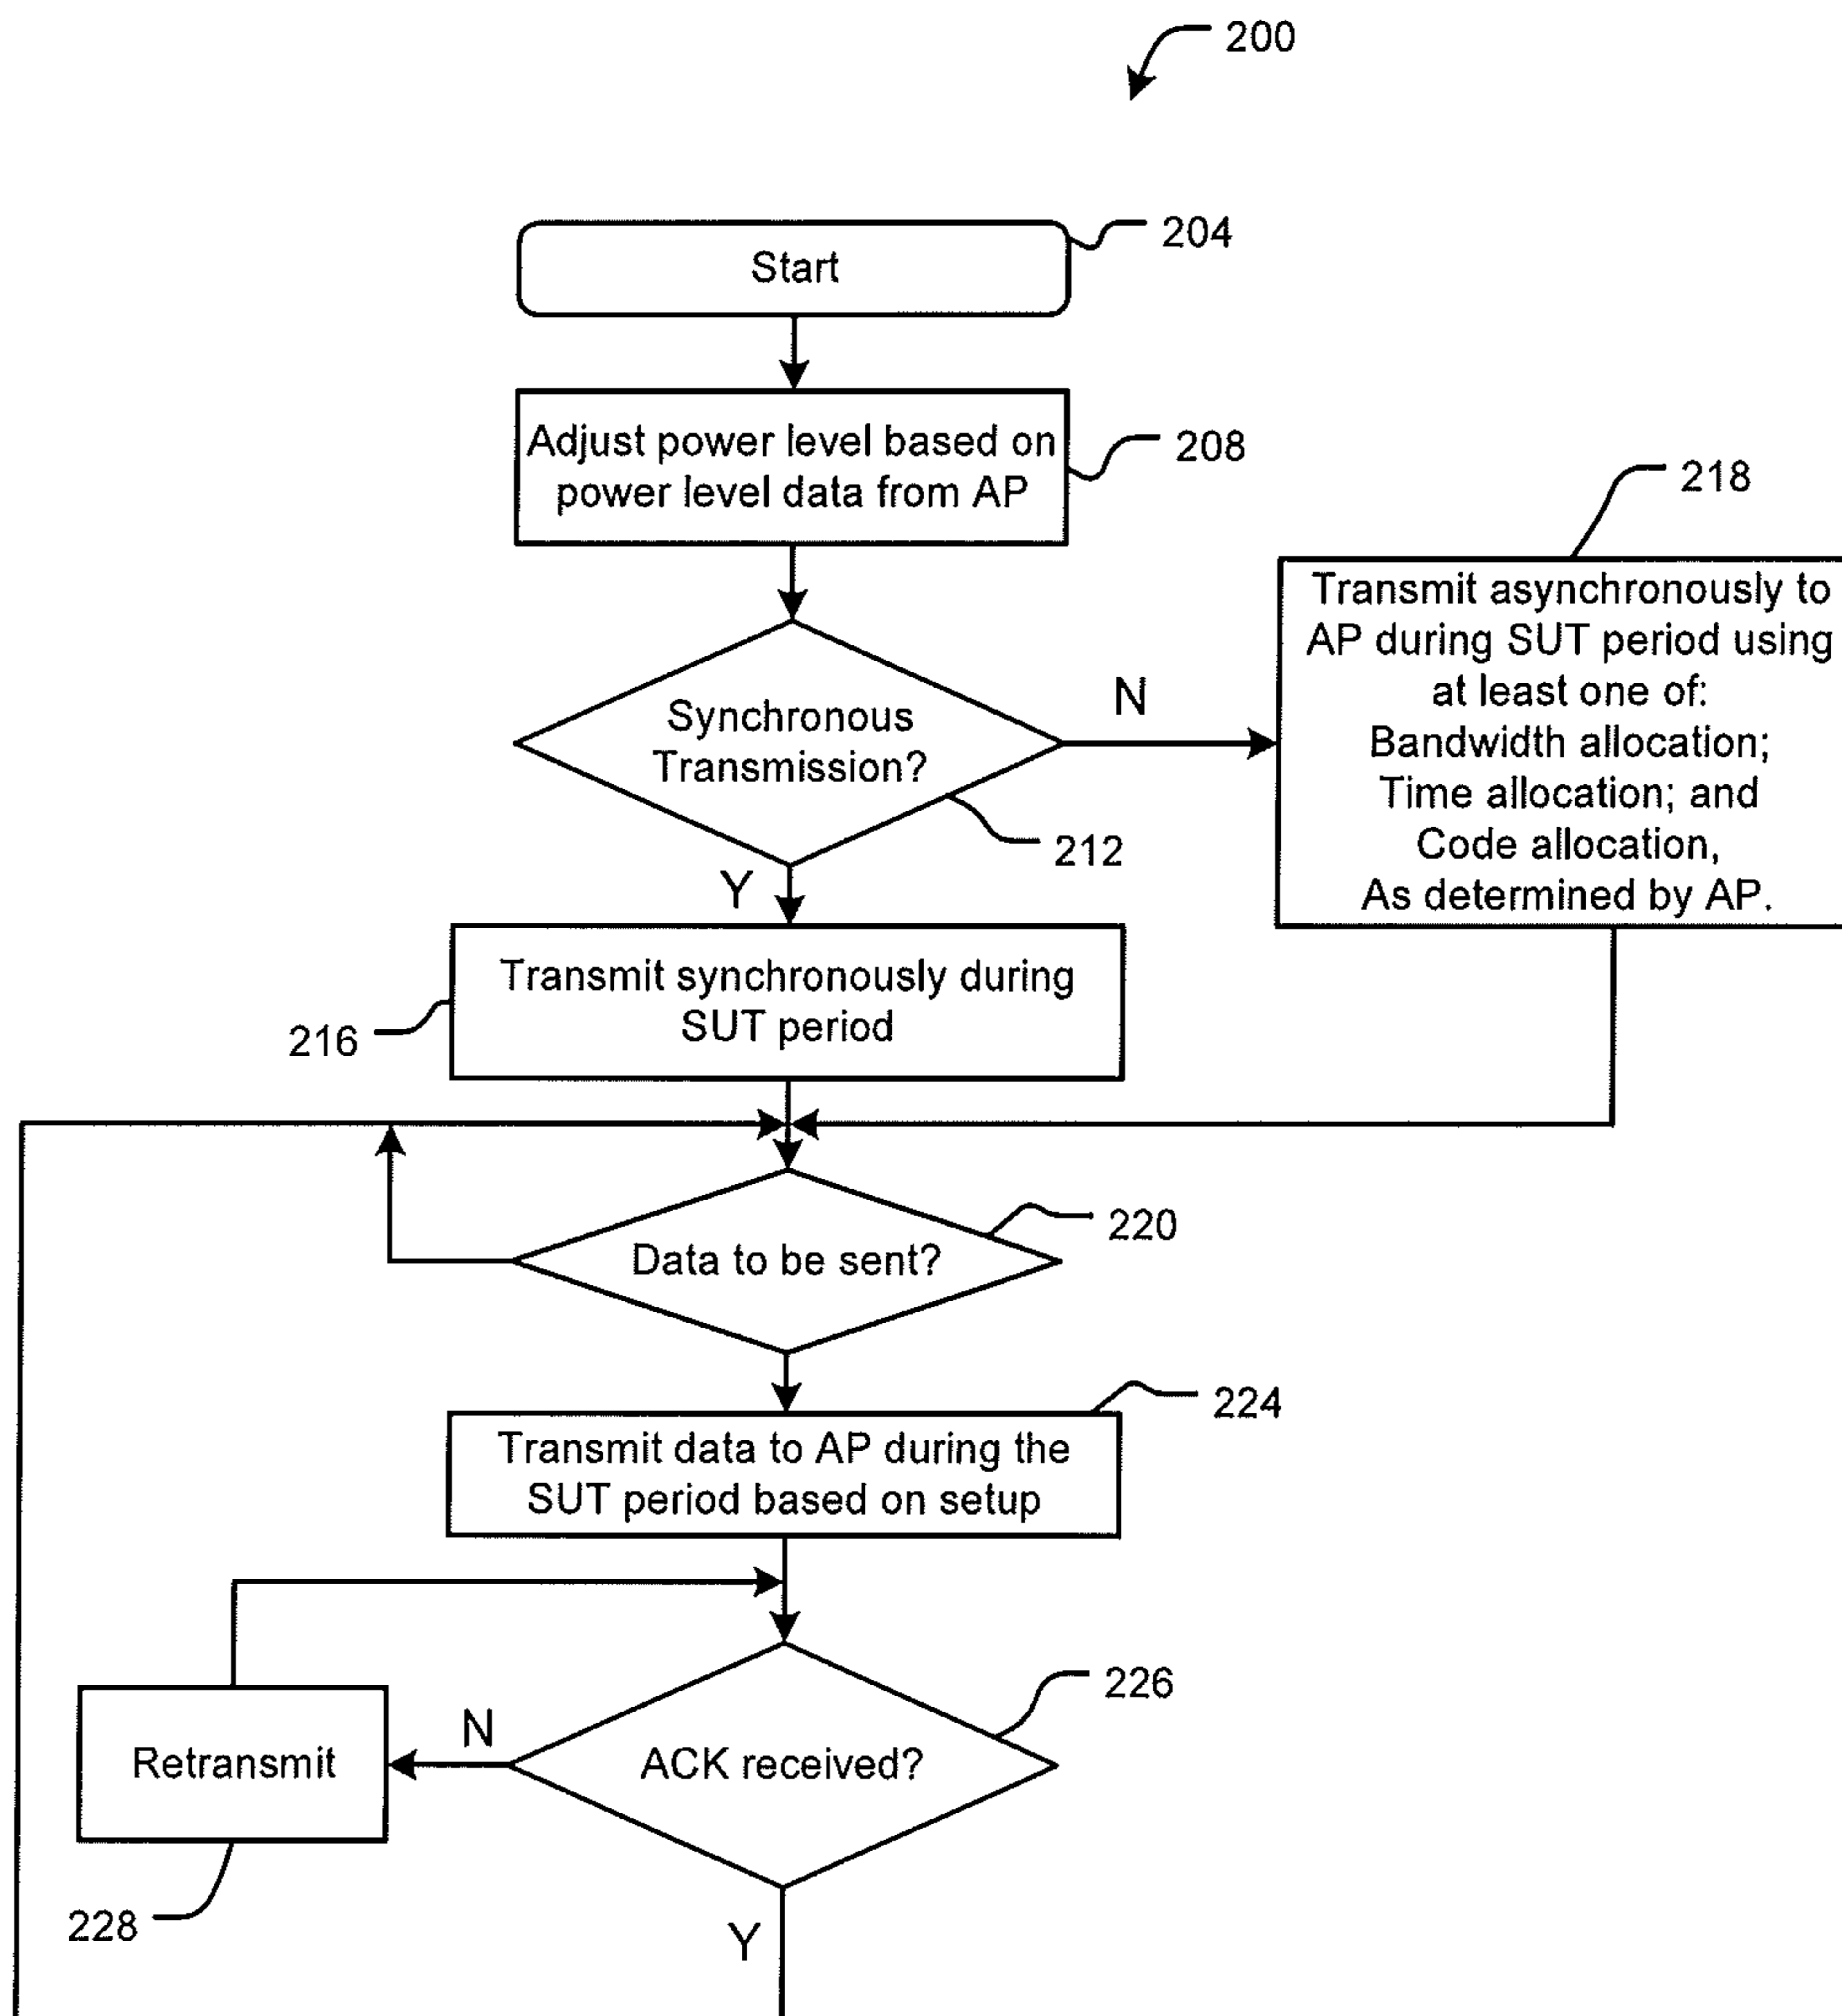 200
204
Start
Adjust power level based on
power level data from AP
208
218
Transmit asynchronously to
AP during SUT period using
at least one of:
Bandwidth allocation;
Time allocation; and
Code allocation,
As determined by AP.
Synchronous
Transmission?
N
212
Y
Transmit synchronously during
SUT period
216
220
Data to be sent?
224
Transmit data to AP during the
SUT period based on setup
226
ACK received?
N
Retransmit
228
Y